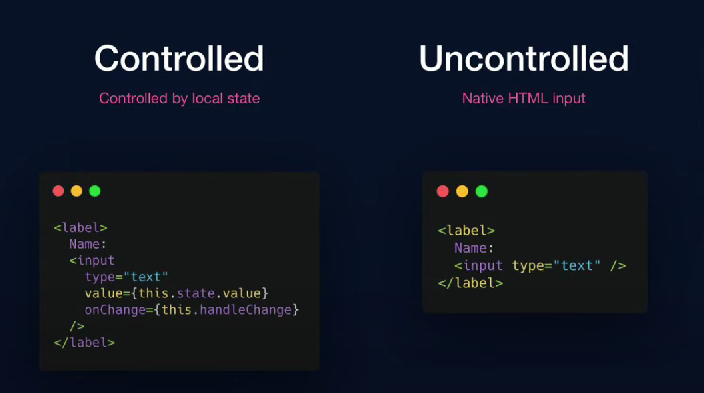 Controlled
Controlled by local state
<label>
  Name:
  <input
    type="text"
    value={this.state.value}
    onChange={this.handleChange}
  />
</label>
Uncontrolled
Native HTML input
<label>
  Name:
  <input type="text" />
</label>